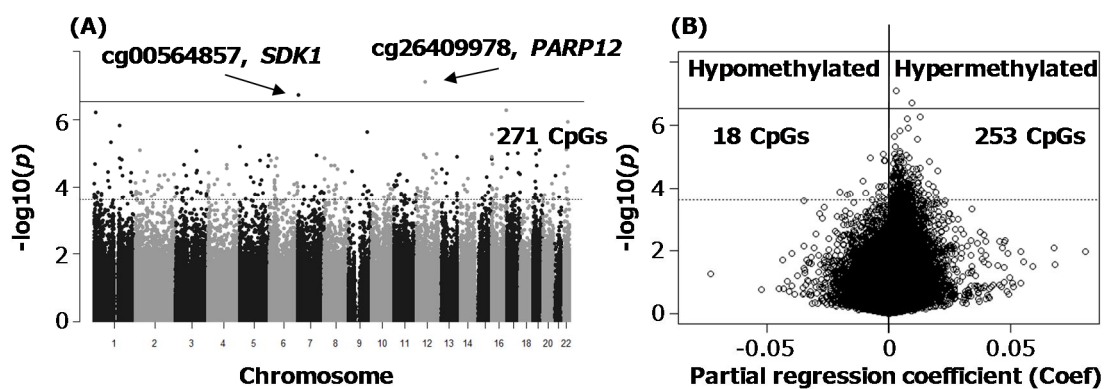 (A)
cg00564857, SDK1
cg26409978, PARP12
271 CpGs
-log10(p)
6
4
2
0
1 2 3 4 5 6 7 8 9 10 11 12 13 14 16 18 20 22
Chromosome
(B)
Hypomethylated Hypermethylated
18 CpGs 253 CpGs
-log10(p)
6
4
2
0
-0.05 0 0.05
Partial regression coefficient (Coef)